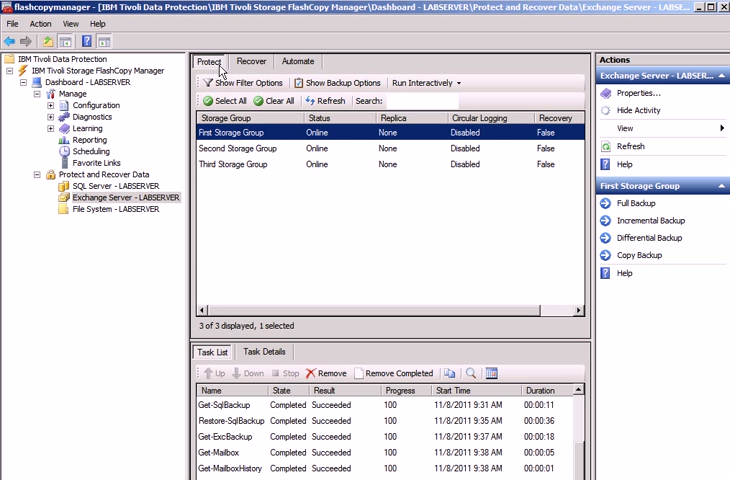 flashcopymanager - [IBM Tivoli Data Protection\IBM Tivoli Storage FlashCopy Manager\Dashboard - LABSERVER\Protect and Recover Data\Exchange Server - LABSE...
File Action View Help
IBM Tivoli Data Protection
IBM Tivoli Storage FlashCopy Manager
Dashboard - LABSERVER
Manage
Configuration
Diagnostics
Learning
Reporting
Scheduling
Favorite Links
Protect and Recover Data
SQL Server - LABSERVER
Exchange Server - LABSERVER
File System - LABSERVER
Protect Recover Automate
Show Filter Options Show Backup Options Run Interactively
Select All Clear All Refresh Search:
Storage Group Status Replica Circular Logging Recovery
First Storage Group Online None Disabled False
Second Storage Group Online None Disabled False
Third Storage Group Online None Disabled False
3 of 3 displayed, 1 selected
Task List Task Details
Up Down Stop Remove Remove Completed
Name State Result Progress Start Time Duration
Get-SqlBackup Completed Succeeded 100 11/8/2011 9:31 AM 00:00:11
Restore-SqlBackup Completed Succeeded 100 11/8/2011 9:35 AM 00:00:36
Get-ExcBackup Completed Succeeded 100 11/8/2011 9:37 AM 00:00:18
Get-Mailbox Completed Succeeded 100 11/8/2011 9:38 AM 00:00:05
Get-MailboxHistory Completed Succeeded 100 11/8/2011 9:38 AM 00:00:01
Actions
Exchange Server - LABSER...
Properties...
Hide Activity
View
Refresh
Help
First Storage Group
Full Backup
Incremental Backup
Differential Backup
Copy Backup
Help